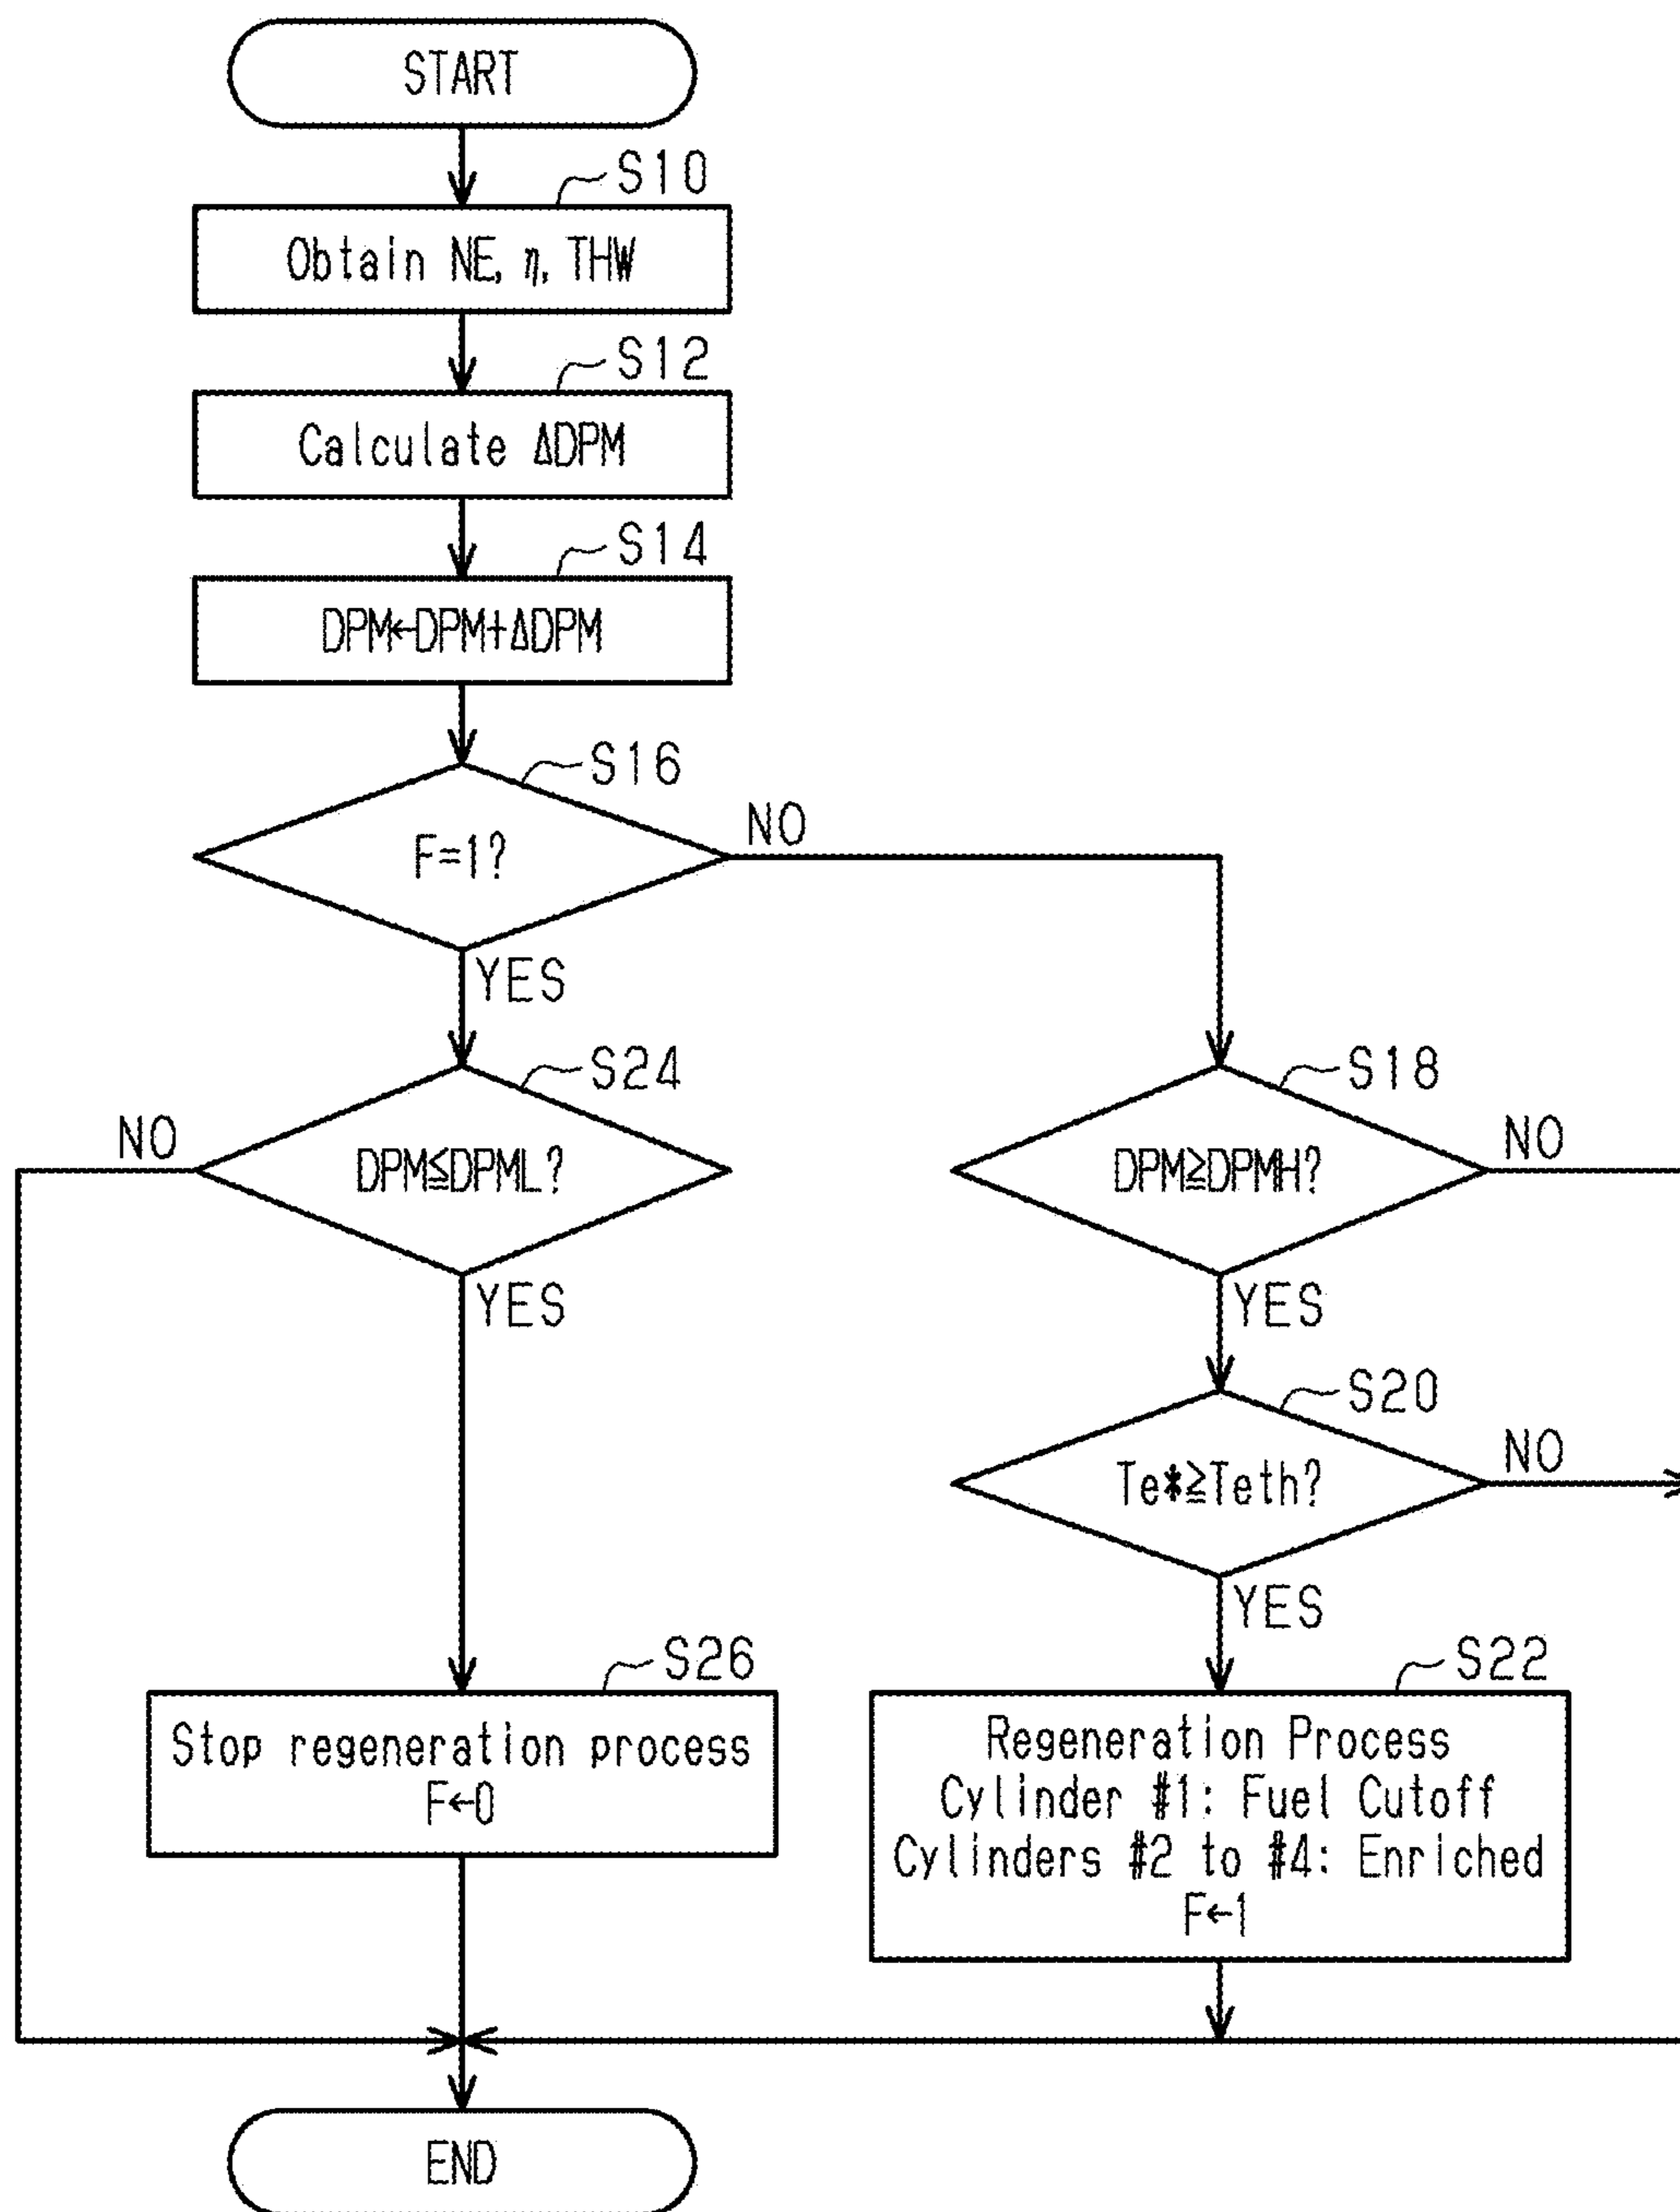 START
S10
Obtain NE, η, THW
S12
Calculate ΔDPM
S14
DPM←DPM+ΔDPM
S16
F=1?
NO
YES
S24
DPM≦DPML?
NO
YES
S18
DPM≧DPMH?
NO
YES
S20
Te*≧Teth?
NO
YES
S26
Stop regeneration process
F←0
S22
Regeneration Process
Cylinder #1: Fuel Cutoff
Cylinders #2 to #4: Enriched
F←1
END